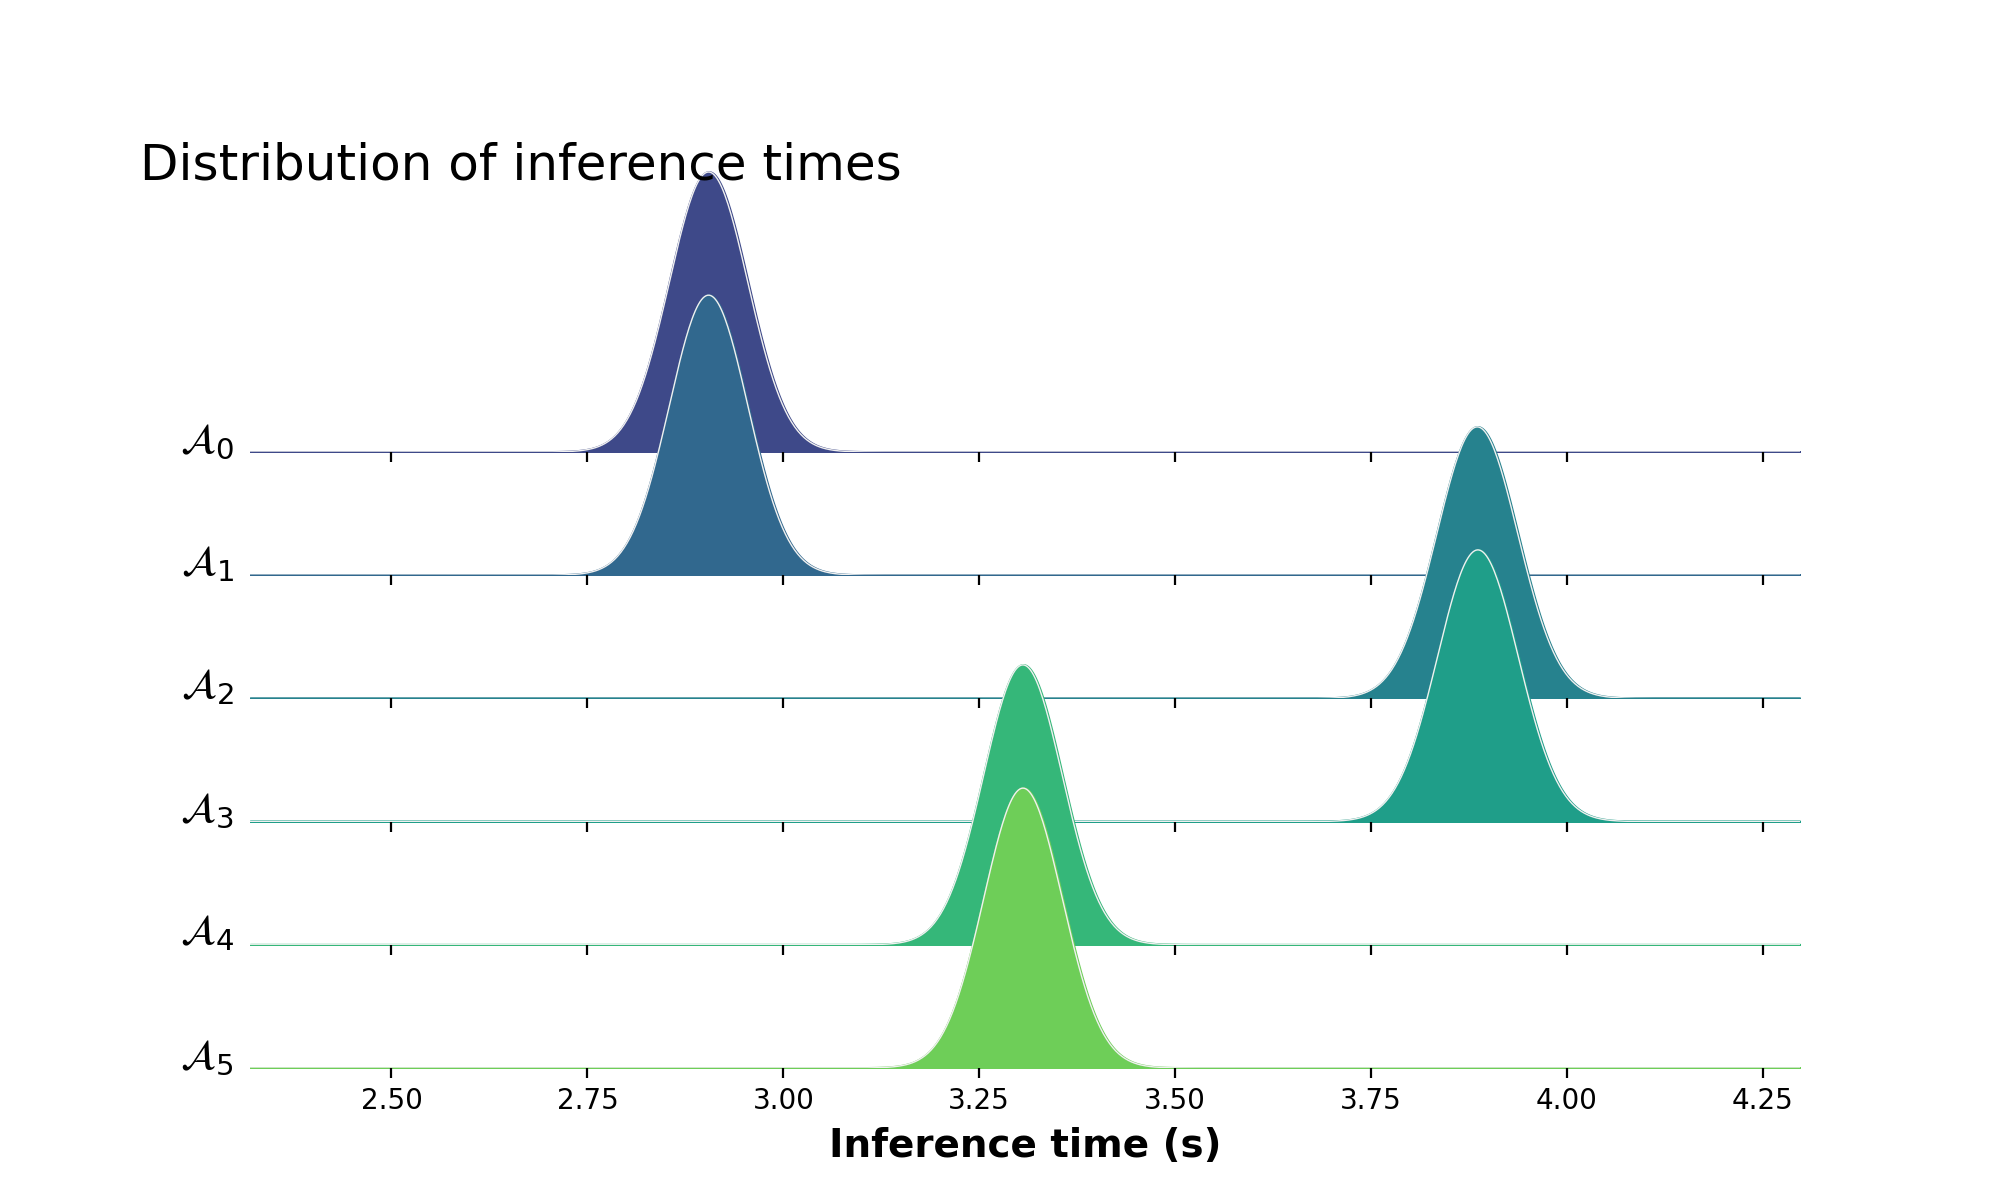 Distribution of inference times
𝒜0
𝒜1
𝒜2
𝒜3
𝒜4
𝒜5
2.50 2.75 3.00 3.25 3.50 3.75 4.00 4.25
Inference time (s)